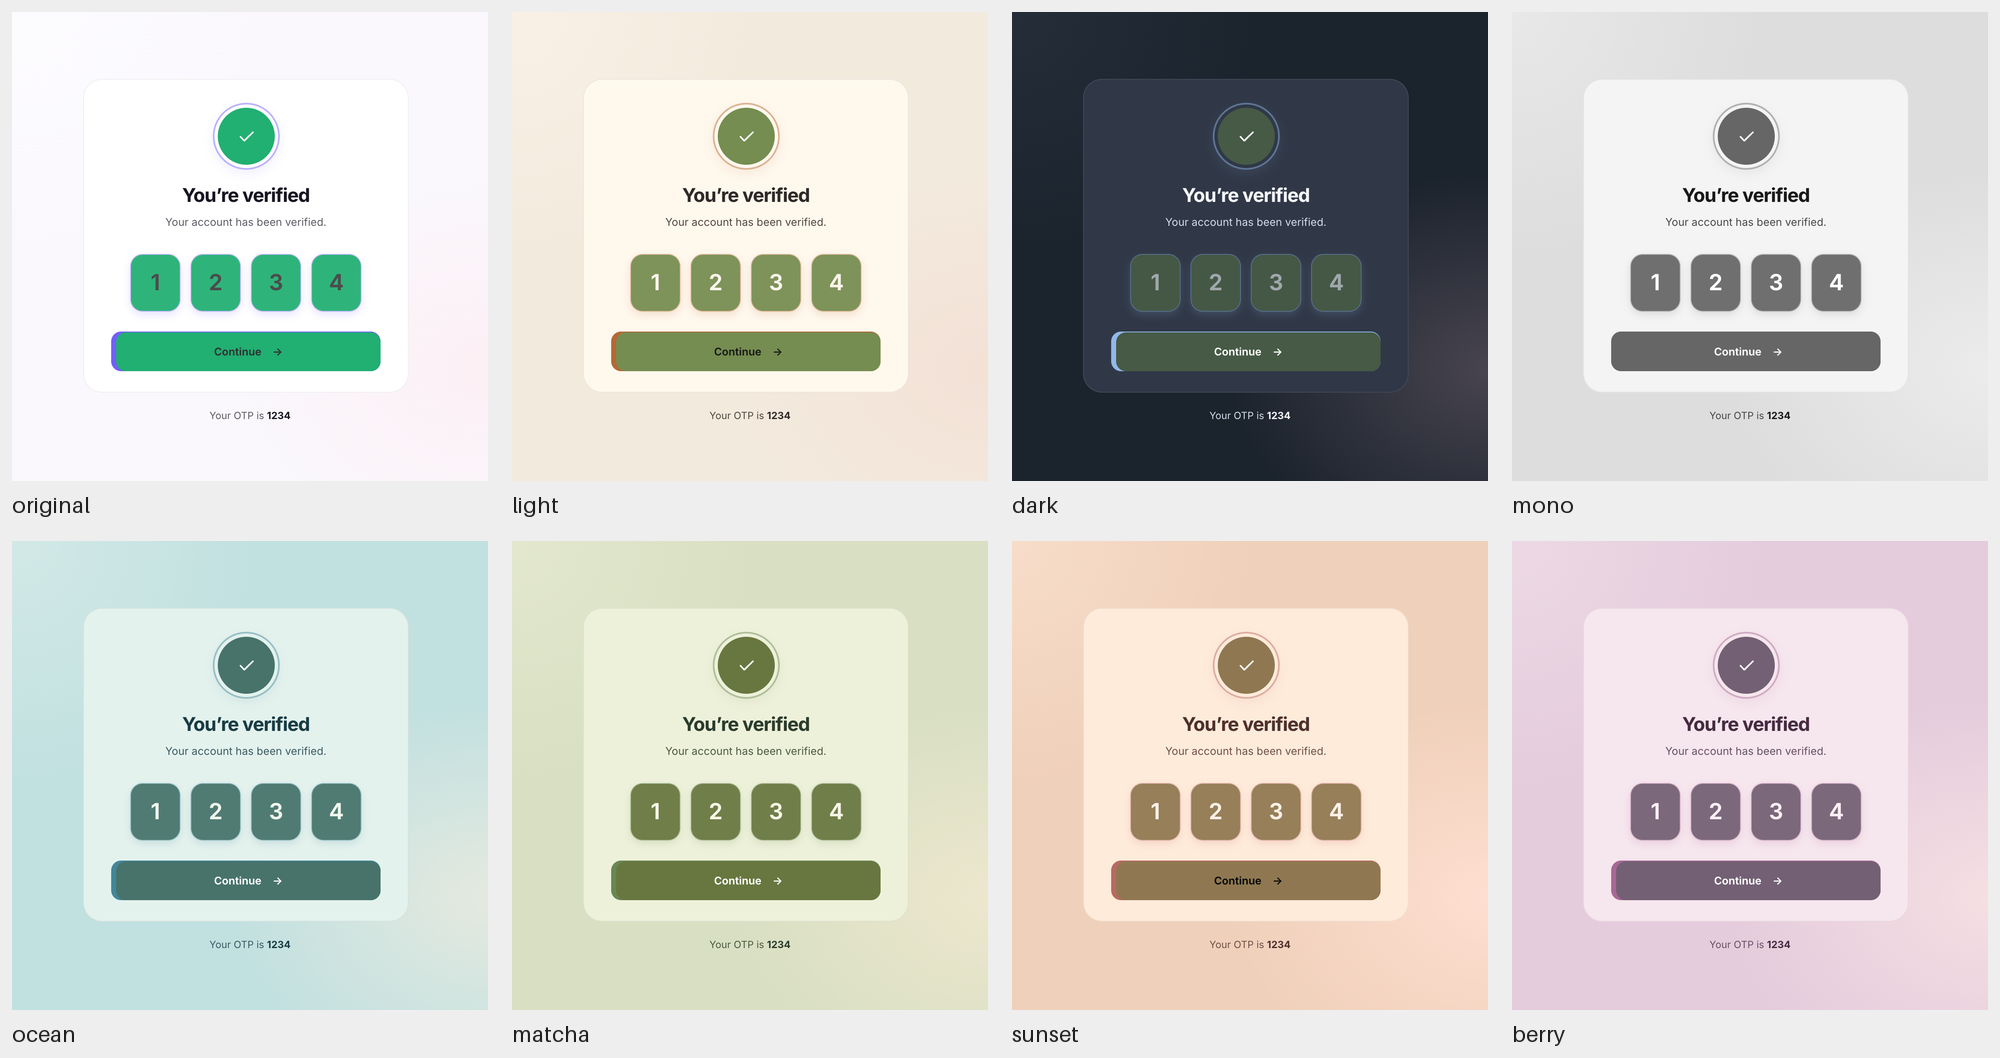 You're verified
Your account has been verified.
1 2 3 4
Continue →
Your OTP is 1234
original
You're verified
Your account has been verified.
1 2 3 4
Continue →
Your OTP is 1234
light
You're verified
Your account has been verified.
1 2 3 4
Continue →
Your OTP is 1234
dark
You're verified
Your account has been verified.
1 2 3 4
Continue →
Your OTP is 1234
mono
You're verified
Your account has been verified.
1 2 3 4
Continue →
Your OTP is 1234
ocean
You're verified
Your account has been verified.
1 2 3 4
Continue →
Your OTP is 1234
matcha
You're verified
Your account has been verified.
1 2 3 4
Continue →
Your OTP is 1234
sunset
You're verified
Your account has been verified.
1 2 3 4
Continue →
Your OTP is 1234
berry